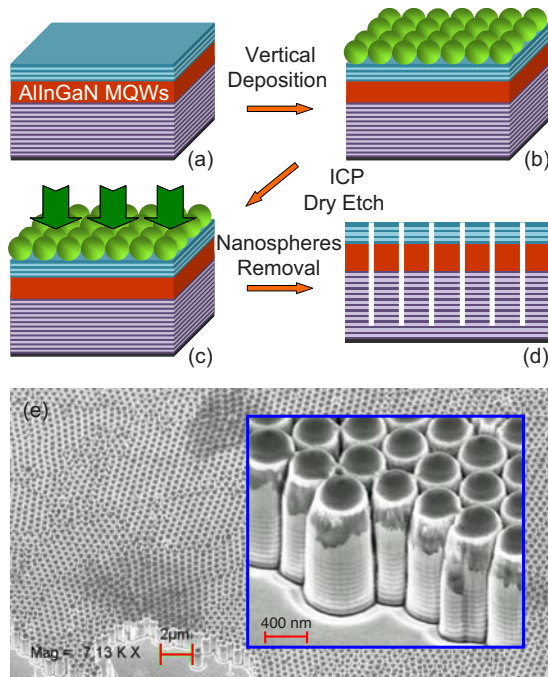 AlInGaN MQWs
(a)
Vertical
Deposition
(b)
ICP
Dry Etch
(c)
Nanospheres
Removal
(d)
(e)
Mag = 7.13 K X
2µm
400 nm